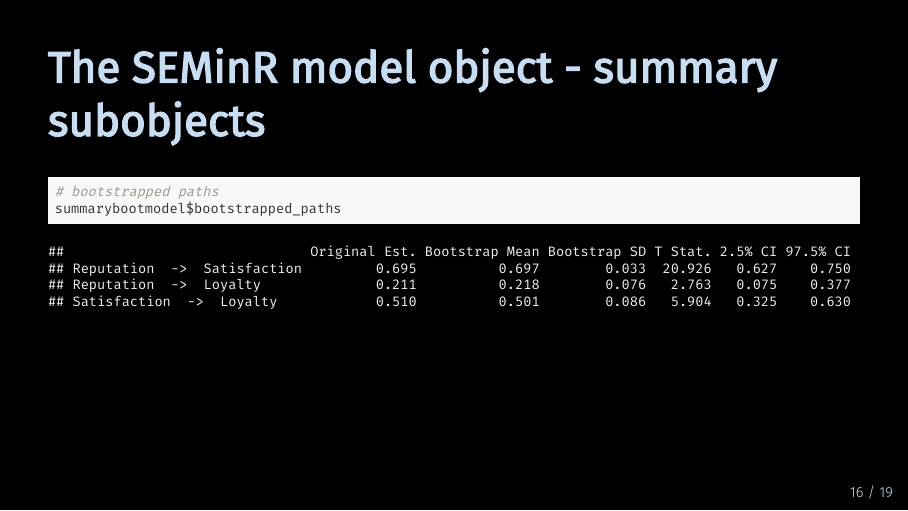 The SEMinR model object - summary
subobjects
# bootstrapped paths
summarybootmodel$bootstrapped_paths
##                              Original Est. Bootstrap Mean Bootstrap SD T Stat. 2.5% CI 97.5% CI
## Reputation  ->  Satisfaction         0.695          0.697        0.033  20.926   0.627    0.750
## Reputation  ->  Loyalty              0.211          0.218        0.076   2.763   0.075    0.377
## Satisfaction  ->  Loyalty            0.510          0.501        0.086   5.904   0.325    0.630
16 / 19